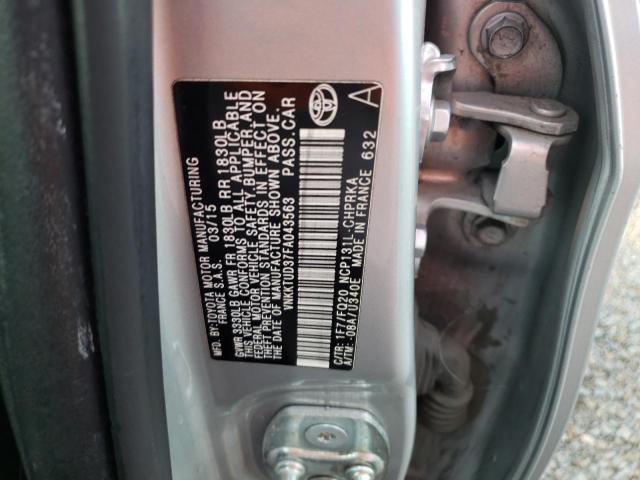 MFD. BY: TOYOTA MOTOR MANUFACTURING
FRANCE S.A.S. 03/15
GVWR 3330LB GAWR FR 1830LB RR 1830LB
THIS VEHICLE CONFORMS TO ALL APPLICABLE
FEDERAL MOTOR VEHICLE SAFETY, BUMPER, AND
THEFT PREVENTION STANDARDS IN EFFECT ON
THE DATE OF MANUFACTURE SHOWN ABOVE.
VNKKTUD37FA043563 PASS. CAR
C/TR: 1F7/FQ20 NCP131L-CHPRKA
A/TM: -08A/U340E MADE IN FRANCE 632
A